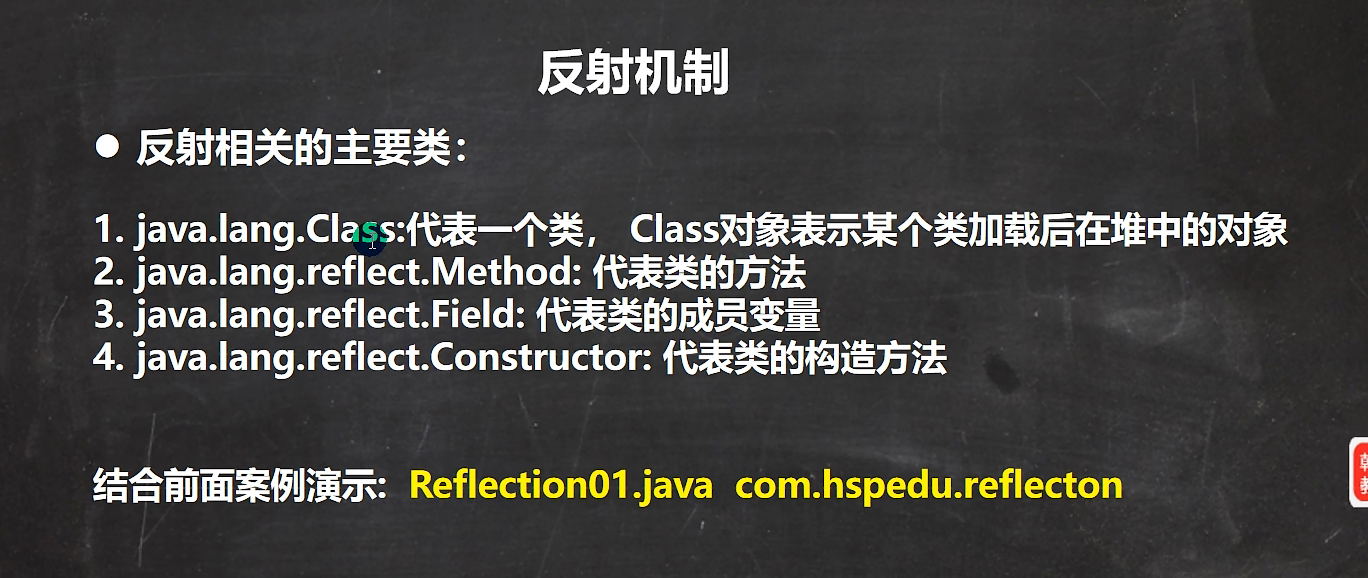 反射机制
● 反射相关的主要类：
1. java.lang.Class:代表一个类， Class对象表示某个类加载后在堆中的对象
2. java.lang.reflect.Method: 代表类的方法
3. java.lang.reflect.Field: 代表类的成员变量
4. java.lang.reflect.Constructor: 代表类的构造方法
结合前面案例演示: Reflection01.java com.hspedu.reflecton